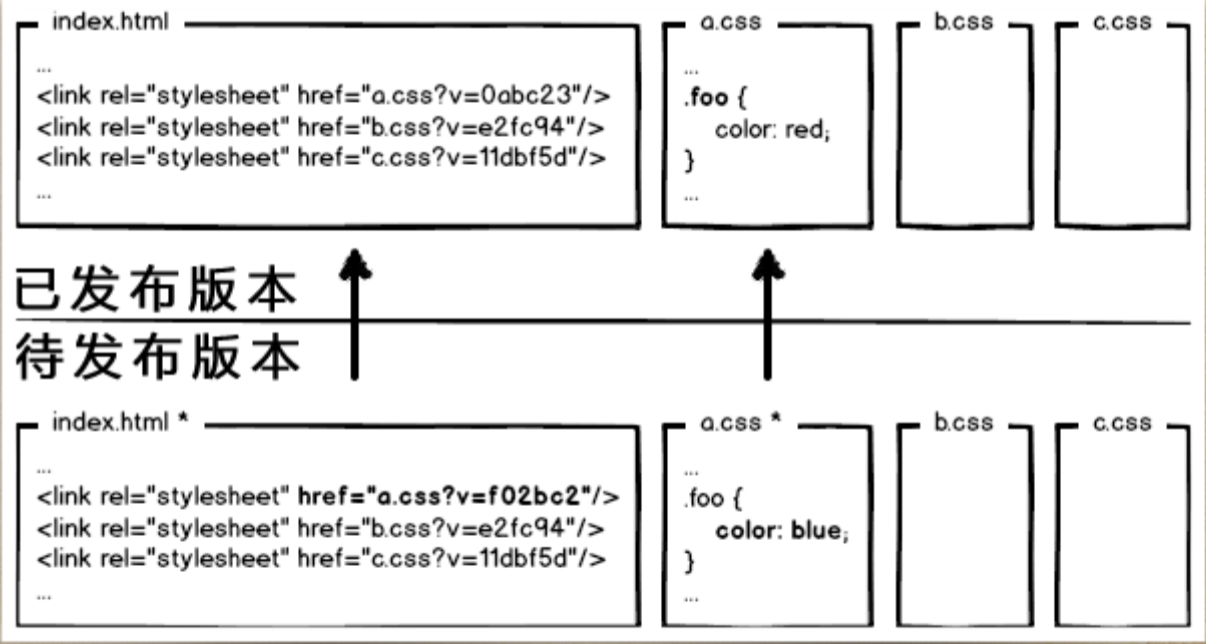 index.html
...
<link rel="stylesheet" href="a.css?v=0abc23"/>
<link rel="stylesheet" href="b.css?v=e2fc94"/>
<link rel="stylesheet" href="c.css?v=11dbf5d"/>
...
a.css
...
.foo {
color: red;
}
...
b.css
c.css
已发布版本
待发布版本
index.html *
...
<link rel="stylesheet" href="a.css?v=f02bc2"/>
<link rel="stylesheet" href="b.css?v=e2fc94"/>
<link rel="stylesheet" href="c.css?v=11dbf5d"/>
...
a.css *
...
.foo {
color: blue;
}
...
b.css
c.css